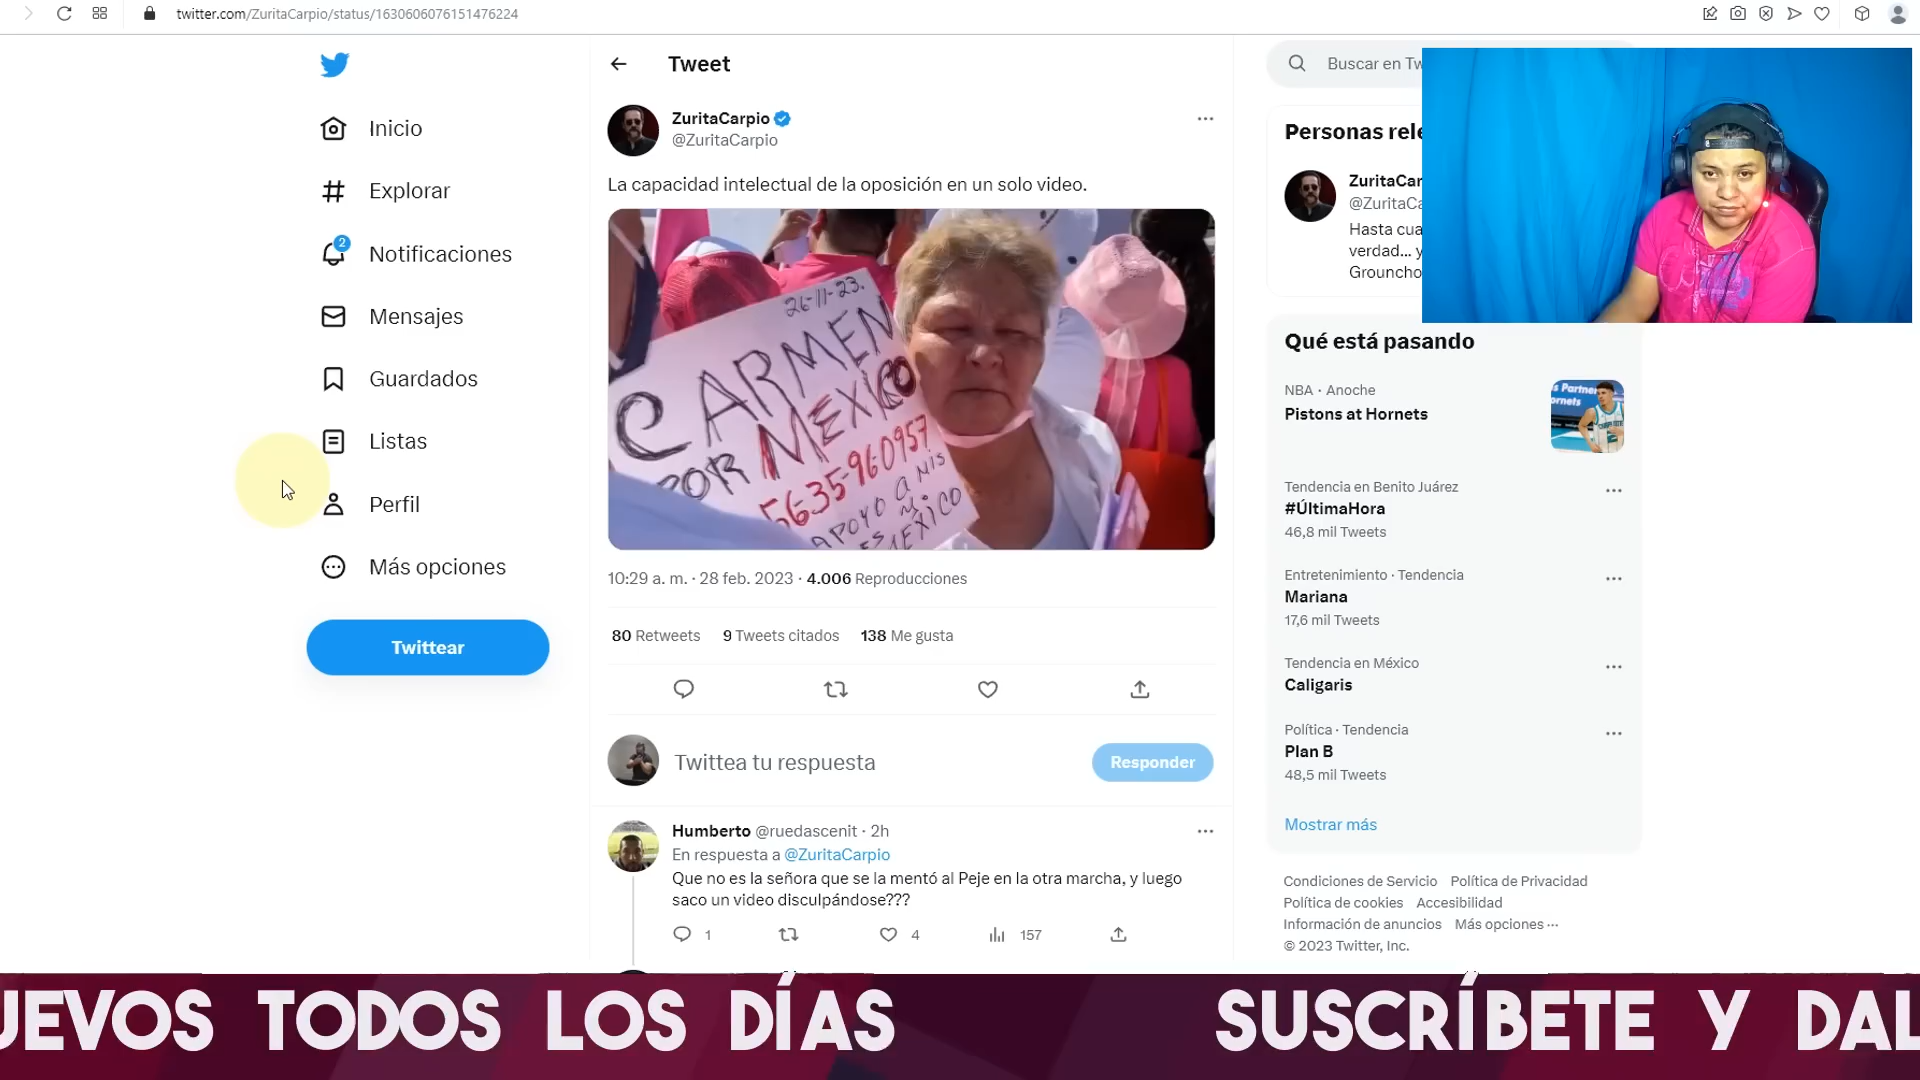 twitter.com/ZuritaCarpio/status/1630606076151476224
Inicio
Explorar
2
Notificaciones
Mensajes
Guardados
Listas
Perfil
Más opciones
Twittear
Tweet
ZuritaCarpio
@ZuritaCarpio
La capacidad intelectual de la oposición en un solo video.
26-11-23.
CARMEN
POR MEXICO
5635-960957
APOYO A MIS
MEXICO
10:29 a. m. · 28 feb. 2023 · 4.006 Reproducciones
80 Retweets 9 Tweets citados 138 Me gusta
Twittea tu respuesta
Responder
Humberto @ruedascenit · 2h
En respuesta a @ZuritaCarpio
Que no es la señora que se la mentó al Peje en la otra marcha, y luego
saco un video disculpándose???
1
4
157
Buscar en Tw
Personas rele
ZuritaCar
@ZuritaCa
Hasta cua
verdad... y
Grouncho
Qué está pasando
NBA · Anoche
Pistons at Hornets
Tendencia en Benito Juárez
#ÚltimaHora
46,8 mil Tweets
Entretenimiento · Tendencia
Mariana
17,6 mil Tweets
Tendencia en México
Caligaris
Política · Tendencia
Plan B
48,5 mil Tweets
Mostrar más
Condiciones de Servicio Política de Privacidad
Política de cookies Accesibilidad
Información de anuncios Más opciones ···
© 2023 Twitter, Inc.
UEVOS TODOS LOS DÍAS SUSCRÍBETE Y DAL